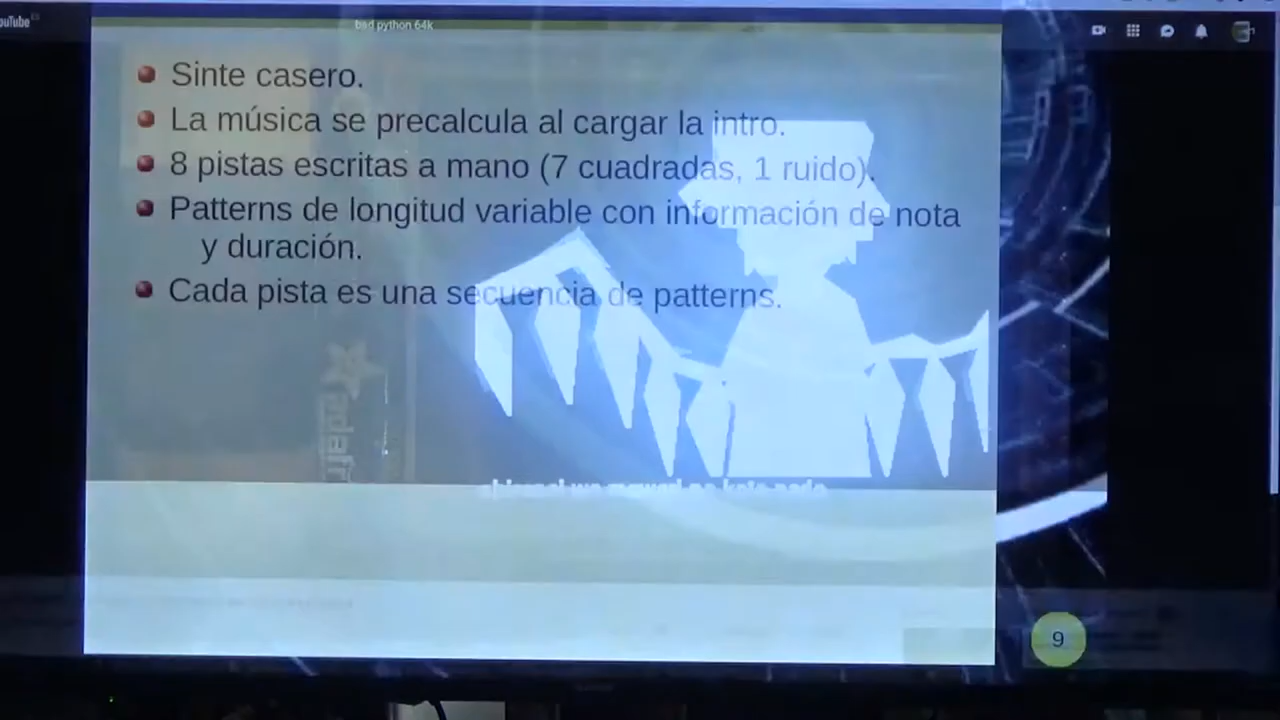 bsd python 64k
Sinte casero.
La música se precalcula al cargar la intro.
8 pistas escritas a mano (7 cuadradas, 1 ruido).
Patterns de longitud variable con información de nota
y duración.
Cada pista es una secuencia de patterns.
9